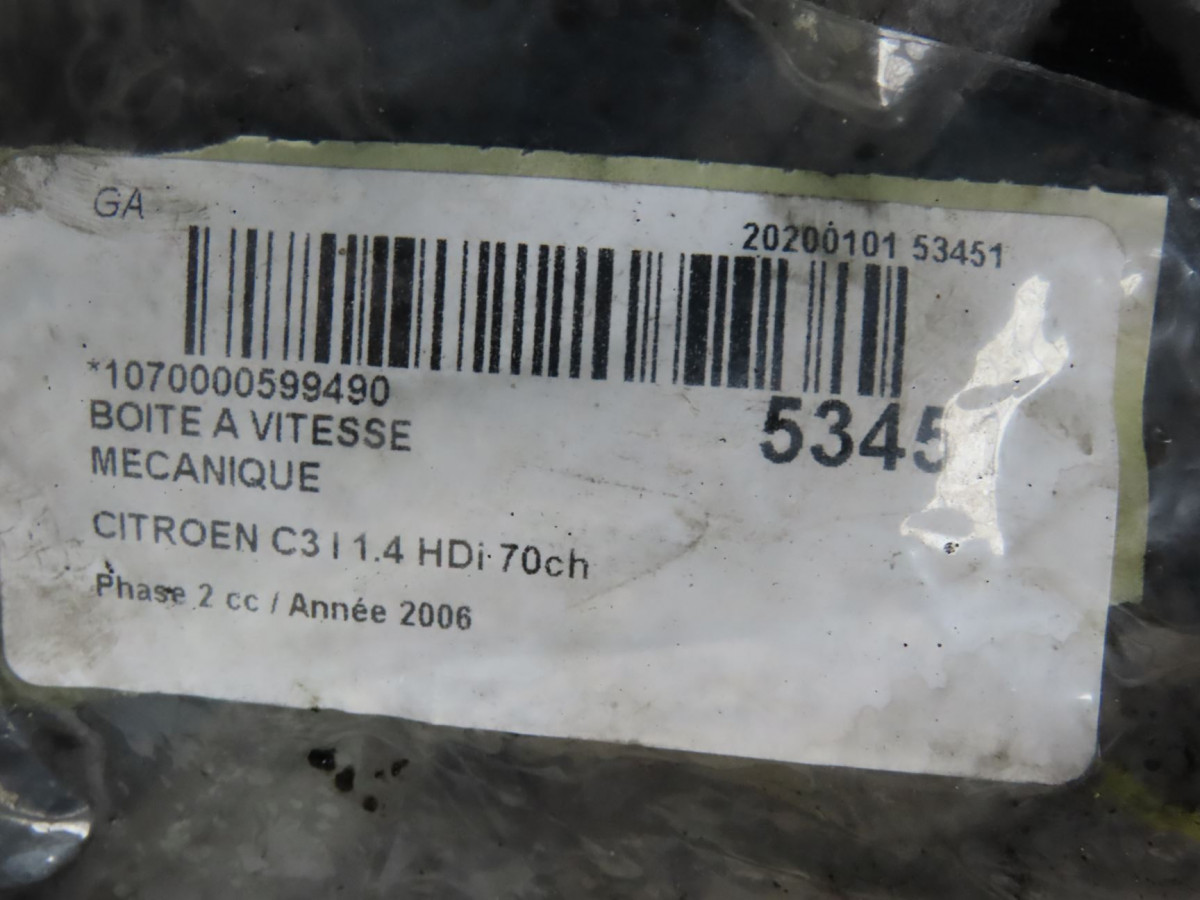 GA
20200101 53451
*1070000599490
5345
BOITE A VITESSE
MECANIQUE
CITROEN C3 I 1.4 HDi 70ch
Phase 2 cc / Année 2006